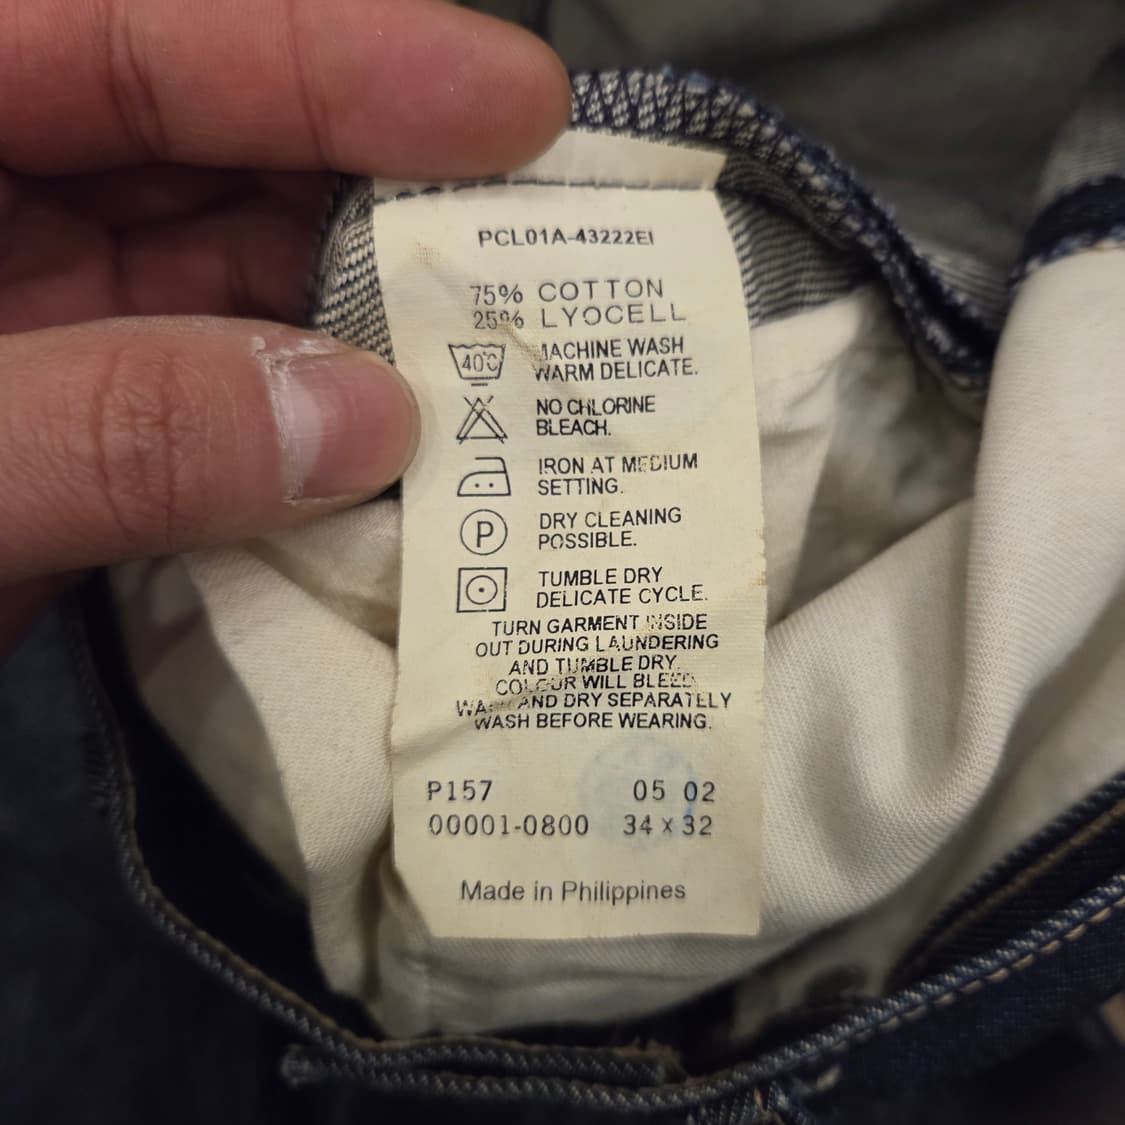 PCL01A-43222EI
75% COTTON
25% LYOCELL
40°C
MACHINE WASH
WARM DELICATE.
NO CHLORINE
BLEACH.
IRON AT MEDIUM
SETTING.
P
DRY CLEANING
POSSIBLE.
TUMBLE DRY
DELICATE CYCLE.
TURN GARMENT INSIDE
OUT DURING LAUNDERING
AND TUMBLE DRY.
COLOUR WILL BLEED
WASH AND DRY SEPARATELY
WASH BEFORE WEARING.
P157 05 02
00001-0800 34 x 32
Made in Philippines